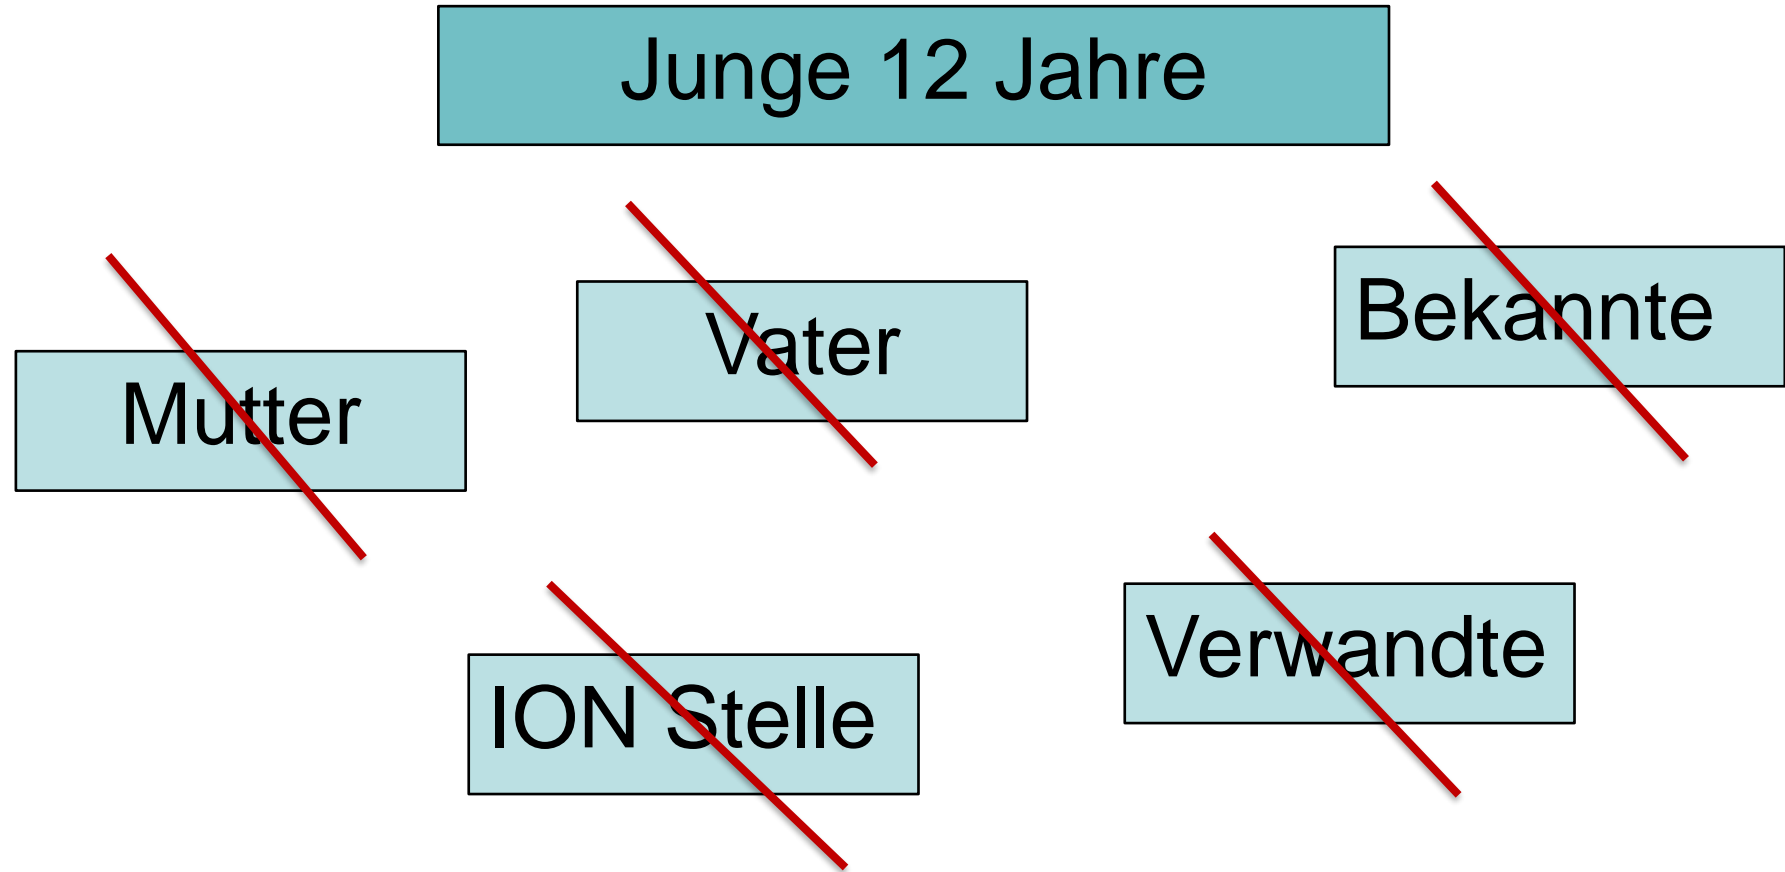 Junge 12 Jahre
Mutter
Vater
Bekannte
ION Stelle
Verwandte